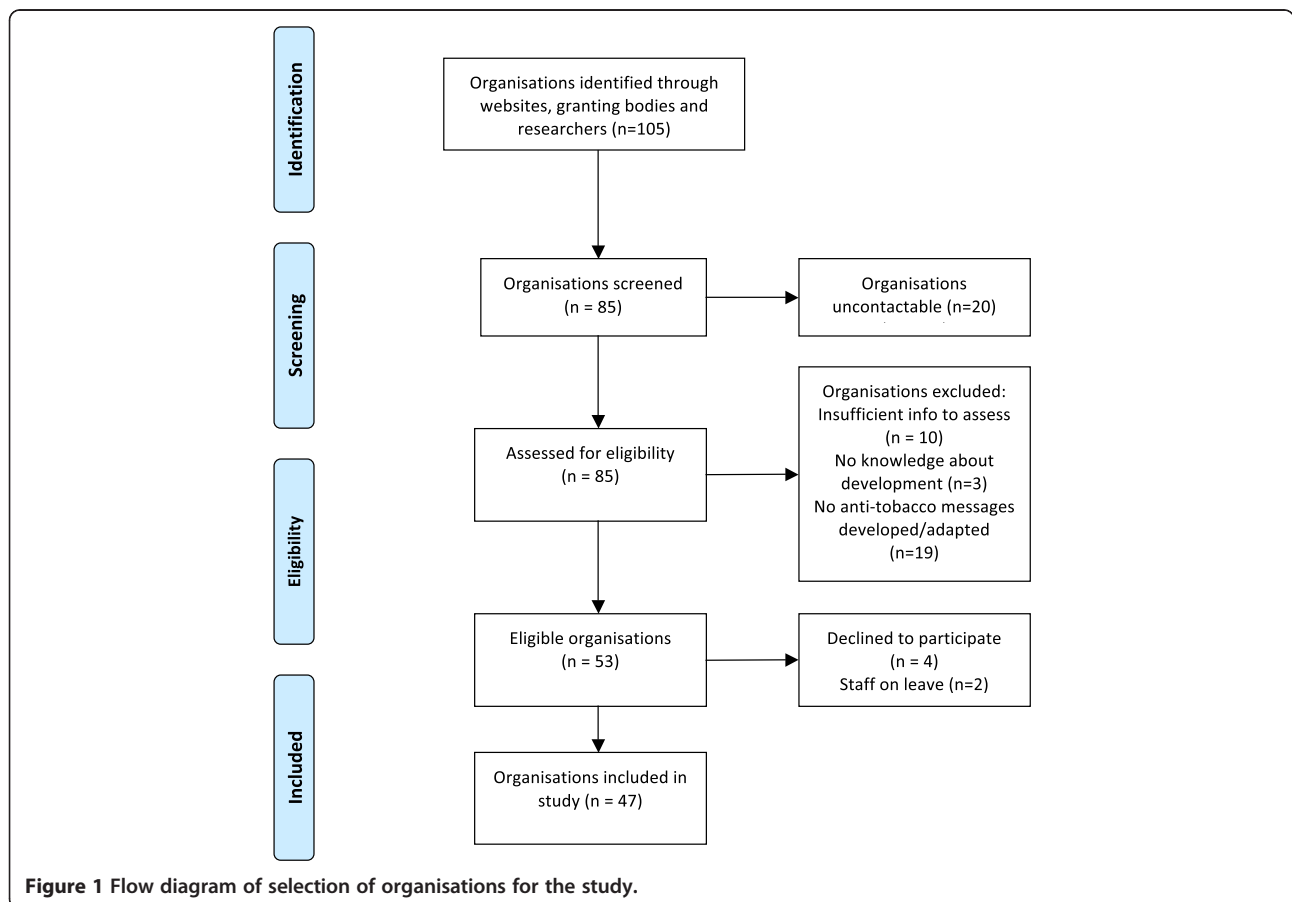 Identification
Organisations identified through
websites, granting bodies and
researchers (n=105)
Screening
Organisations screened
(n = 85)
Organisations
uncontactable (n=20)
Organisations excluded:
Insufficient info to assess
(n = 10)
No knowledge about
development (n=3)
No anti-tobacco messages
developed/adapted
(n=19)
Assessed for eligibility
(n = 85)
Eligibility
Eligible organisations
(n = 53)
Declined to participate
(n = 4)
Staff on leave (n=2)
Included
Organisations included in
study (n = 47)
Figure 1 Flow diagram of selection of organisations for the study.